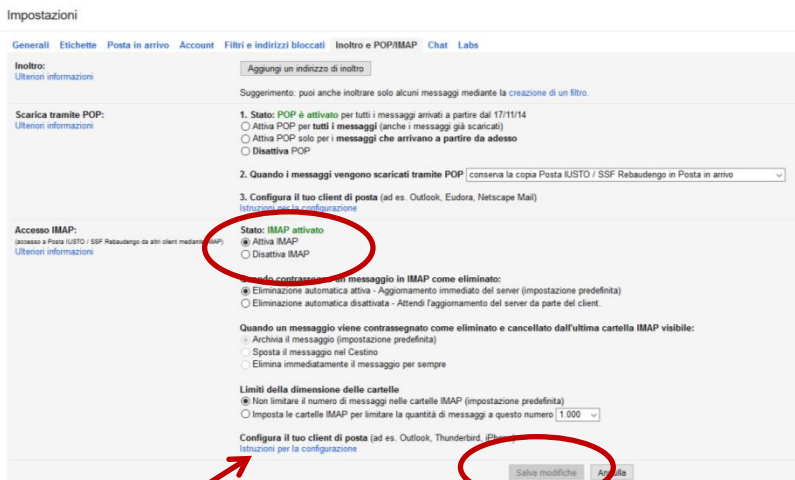 Impostazioni
Generali Etichette Posta in arrivo Account Filtri e indirizzi bloccati Inoltro e POP/IMAP Chat Labs
Inoltro:
Ulteriori informazioni
Aggiungi un indirizzo di inoltro
Suggerimento: puoi anche inoltrare solo alcuni messaggi mediante la creazione di un filtro.
Scarica tramite POP:
Ulteriori informazioni
1. Stato: POP è attivato per tutti i messaggi arrivati a partire dal 17/11/14
Attiva POP per tutti i messaggi (anche i messaggi già scaricati)
Attiva POP solo per i messaggi che arrivano a partire da adesso
Disattiva POP
2. Quando i messaggi vengono scaricati tramite POP conserva la copia Posta IUSTO / SSF Rebaudengo in Posta in arrivo
3. Configura il tuo client di posta (ad es. Outlook, Eudora, Netscape Mail)
Istruzioni per la configurazione
Accesso IMAP:
(accesso a Posta IUSTO / SSF Rebaudengo da altri client mediante IMAP)
Ulteriori informazioni
Stato: IMAP attivato
Attiva IMAP
Disattiva IMAP
Quando contrassegno un messaggio in IMAP come eliminato:
Eliminazione automatica attiva - Aggiornamento immediato del server (impostazione predefinita)
Eliminazione automatica disattivata - Attendi l'aggiornamento del server da parte del client.
Quando un messaggio viene contrassegnato come eliminato e cancellato dall'ultima cartella IMAP visibile:
Archivia il messaggio (impostazione predefinita)
Sposta il messaggio nel Cestino
Elimina immediatamente il messaggio per sempre
Limiti della dimensione delle cartelle
Non limitare il numero di messaggi nelle cartelle IMAP (impostazione predefinita)
Imposta le cartelle IMAP per limitare la quantità di messaggi a questo numero 1.000
Configura il tuo client di posta (ad es. Outlook, Thunderbird, iPhone)
Istruzioni per la configurazione
Salva modifiche Annulla